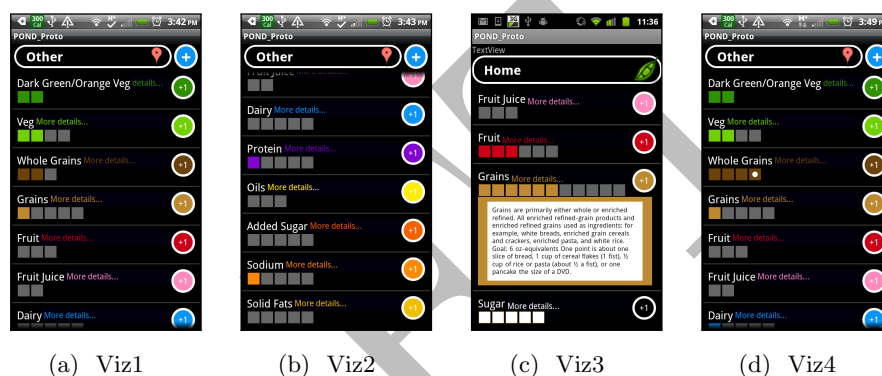 3:42 PM
POND_Proto
Other
Dark Green/Orange Veg details...
+1
Veg More details...
+1
Whole Grains More details...
+1
Grains More details...
+1
Fruit More details...
+1
Fruit Juice More details...
+1
Dairy More details...
+1
(a) Viz1
3:43 PM
POND_Proto
Other
Fruit Juice More details...
Dairy More details...
+1
Protein More details...
+1
Oils More details...
+1
Added Sugar More details...
+1
Sodium More details...
+1
Solid Fats More details...
+1
(b) Viz2
3G
11:36
POND_Proto
TextView
Home
Fruit Juice More details...
+1
Fruit More details...
+1
Grains More details...
+1
Grains are primarily either whole or enriched
refined. All enriched refined-grain products and
enriched refined grains used as ingredients: for
example, white breads, enriched grain cereals
and crackers, enriched pasta, and white rice.
Goal: 6 oz-equivalents One point is about one
slice of bread, 1 cup of cereal flakes (1 fist), ½
cup of rice or pasta (about ½ a fist), or one
pancake the size of a DVD.
Sugar More details...
+1
(c) Viz3
3:49 PM
POND_Proto
Other
Dark Green/Orange Veg details...
+1
Veg More details...
+1
Whole Grains More details...
+1
Grains More details...
+1
Fruit More details...
+1
Fruit Juice More details...
+1
Dairy More details...
+1
(d) Viz4